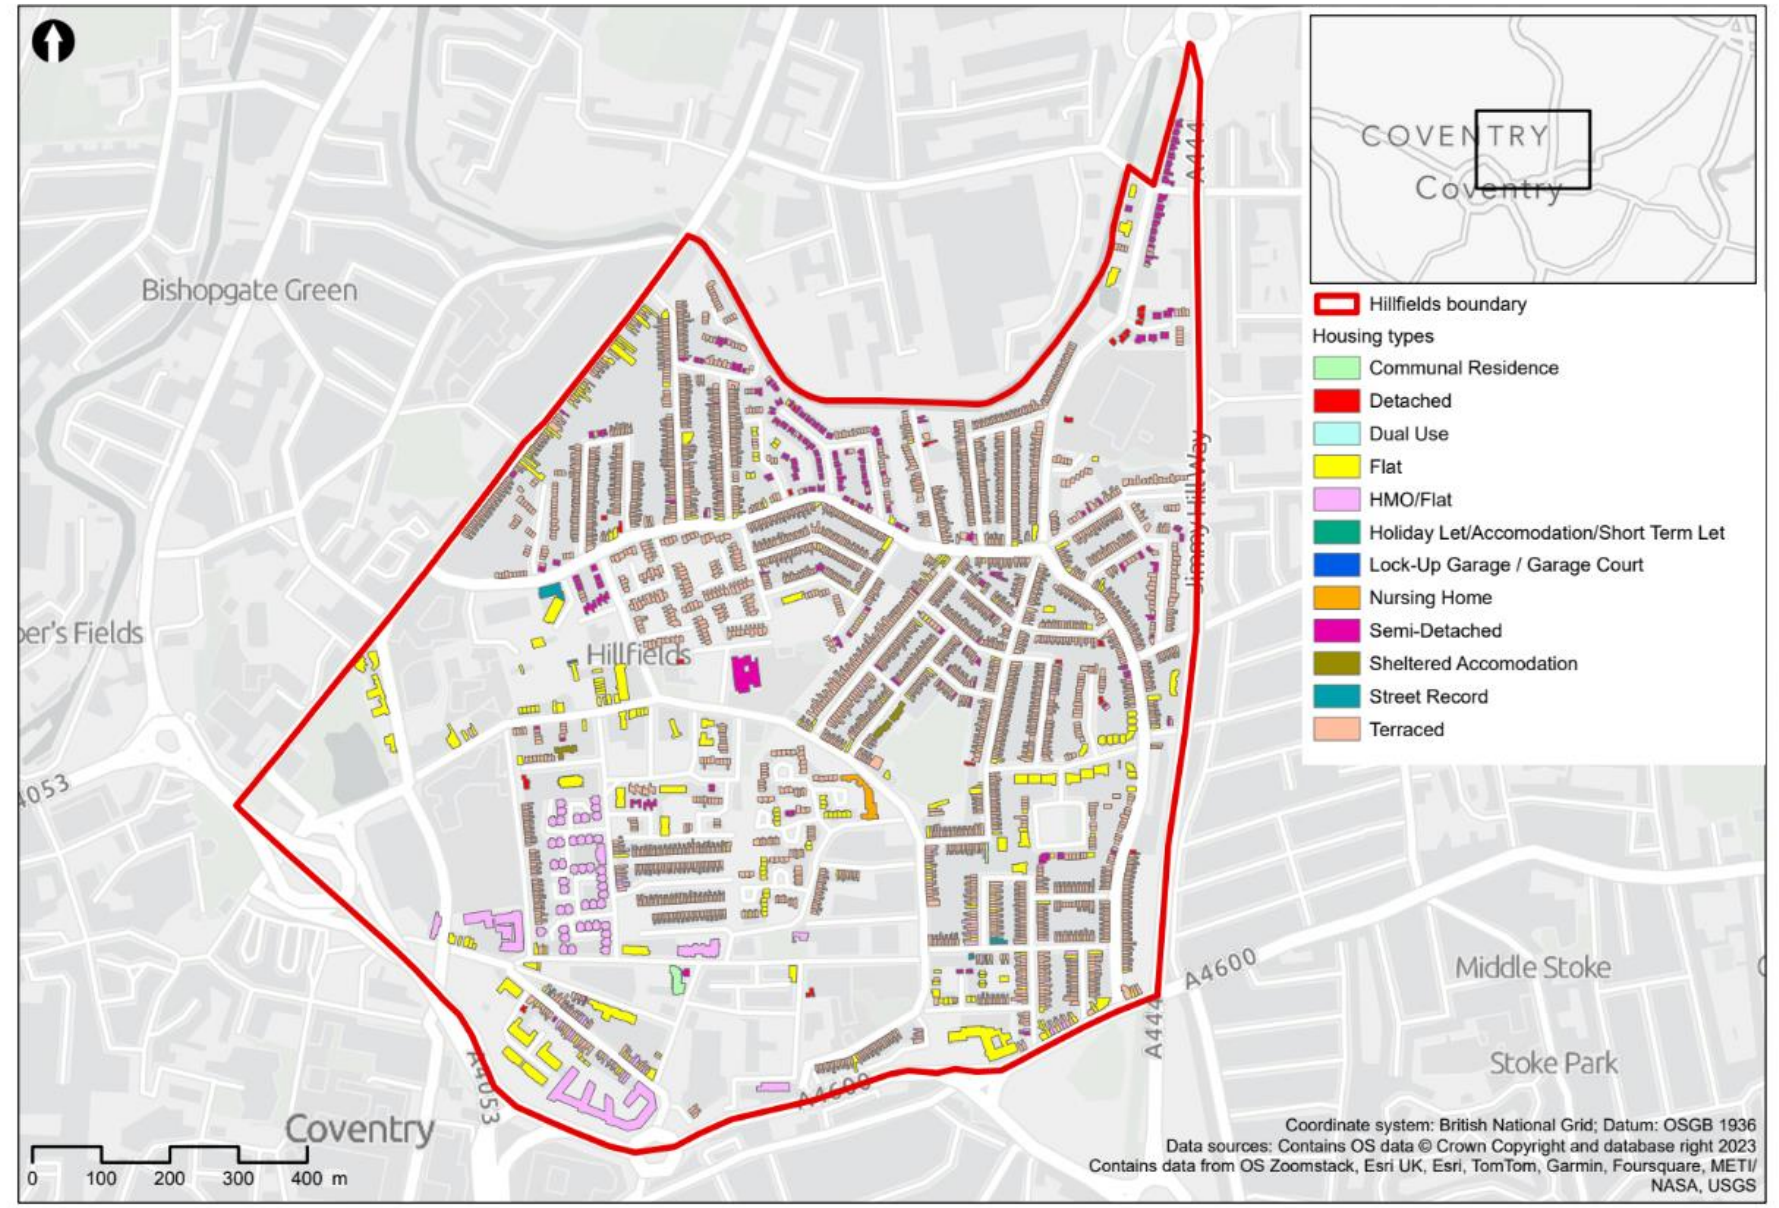 COVENTRY
Coventry
A444
Bishopgate Green
Hillfields boundary
Housing types
Communal Residence
Detached
Dual Use
Flat
HMO/Flat
Holiday Let/Accomodation/Short Term Let
Lock-Up Garage / Garage Court
Nursing Home
Semi-Detached
Sheltered Accomodation
Street Record
Terraced
Jimmy Hill Way
per's Fields
Hillfields
A4053
A4600
Middle Stoke
A444
Stoke Park
A4053
A4600
Coventry
0 100 200 300 400 m
Coordinate system: British National Grid; Datum: OSGB 1936
Data sources: Contains OS data © Crown Copyright and database right 2023
Contains data from OS Zoomstack, Esri UK, Esri, TomTom, Garmin, Foursquare, METI/
NASA, USGS